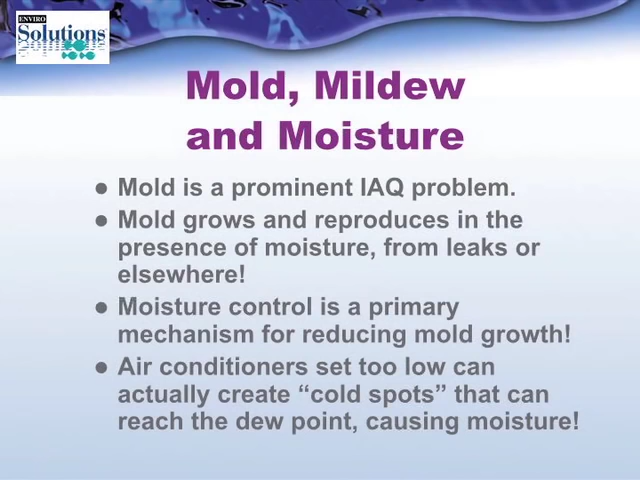 ENVIRO
Solutions
Mold, Mildew
and Moisture
● Mold is a prominent IAQ problem.
● Mold grows and reproduces in the
presence of moisture, from leaks or
elsewhere!
● Moisture control is a primary
mechanism for reducing mold growth!
● Air conditioners set too low can
actually create “cold spots” that can
reach the dew point, causing moisture!